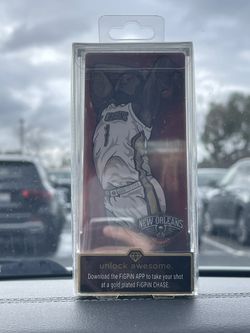 1
NEW ORLEANS
unlock awesome.
Download the FiGPiN APP to take your shot
at a gold plated FiGPiN CHASE.